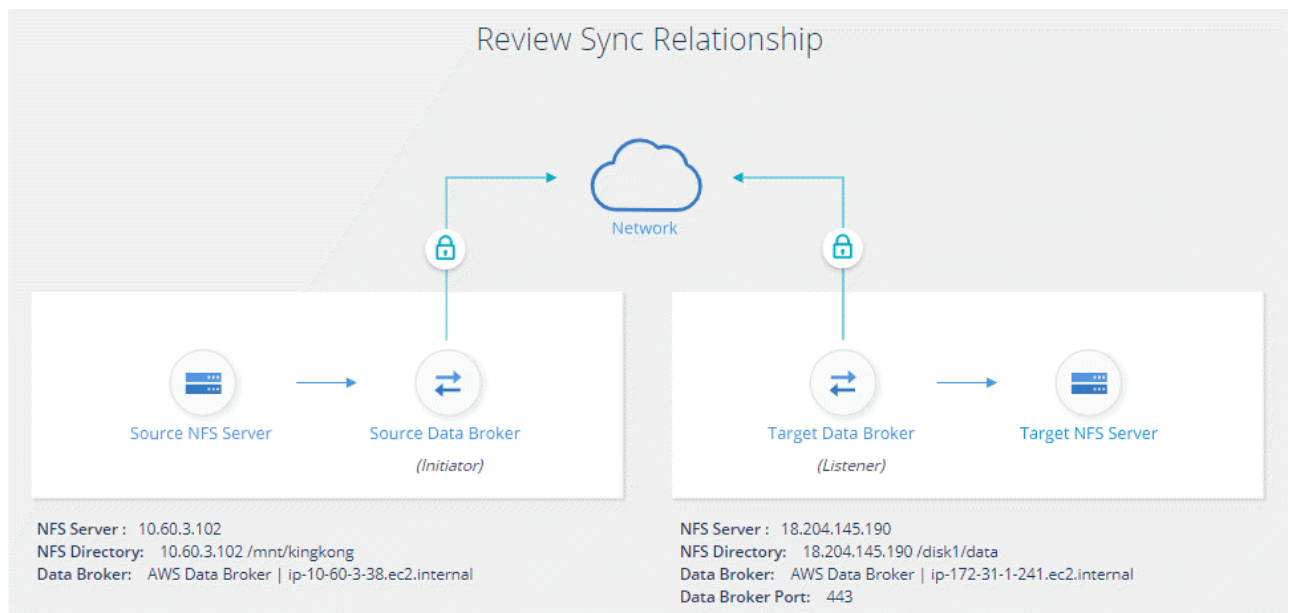 Review Sync Relationship
Network
Source NFS Server
Source Data Broker
(Initiator)
Target Data Broker
(Listener)
Target NFS Server
NFS Server : 10.60.3.102
NFS Directory: 10.60.3.102 /mnt/kingkong
Data Broker: AWS Data Broker | ip-10-60-3-38.ec2.internal
NFS Server : 18.204.145.190
NFS Directory: 18.204.145.190 /disk1/data
Data Broker: AWS Data Broker | ip-172-31-1-241.ec2.internal
Data Broker Port: 443